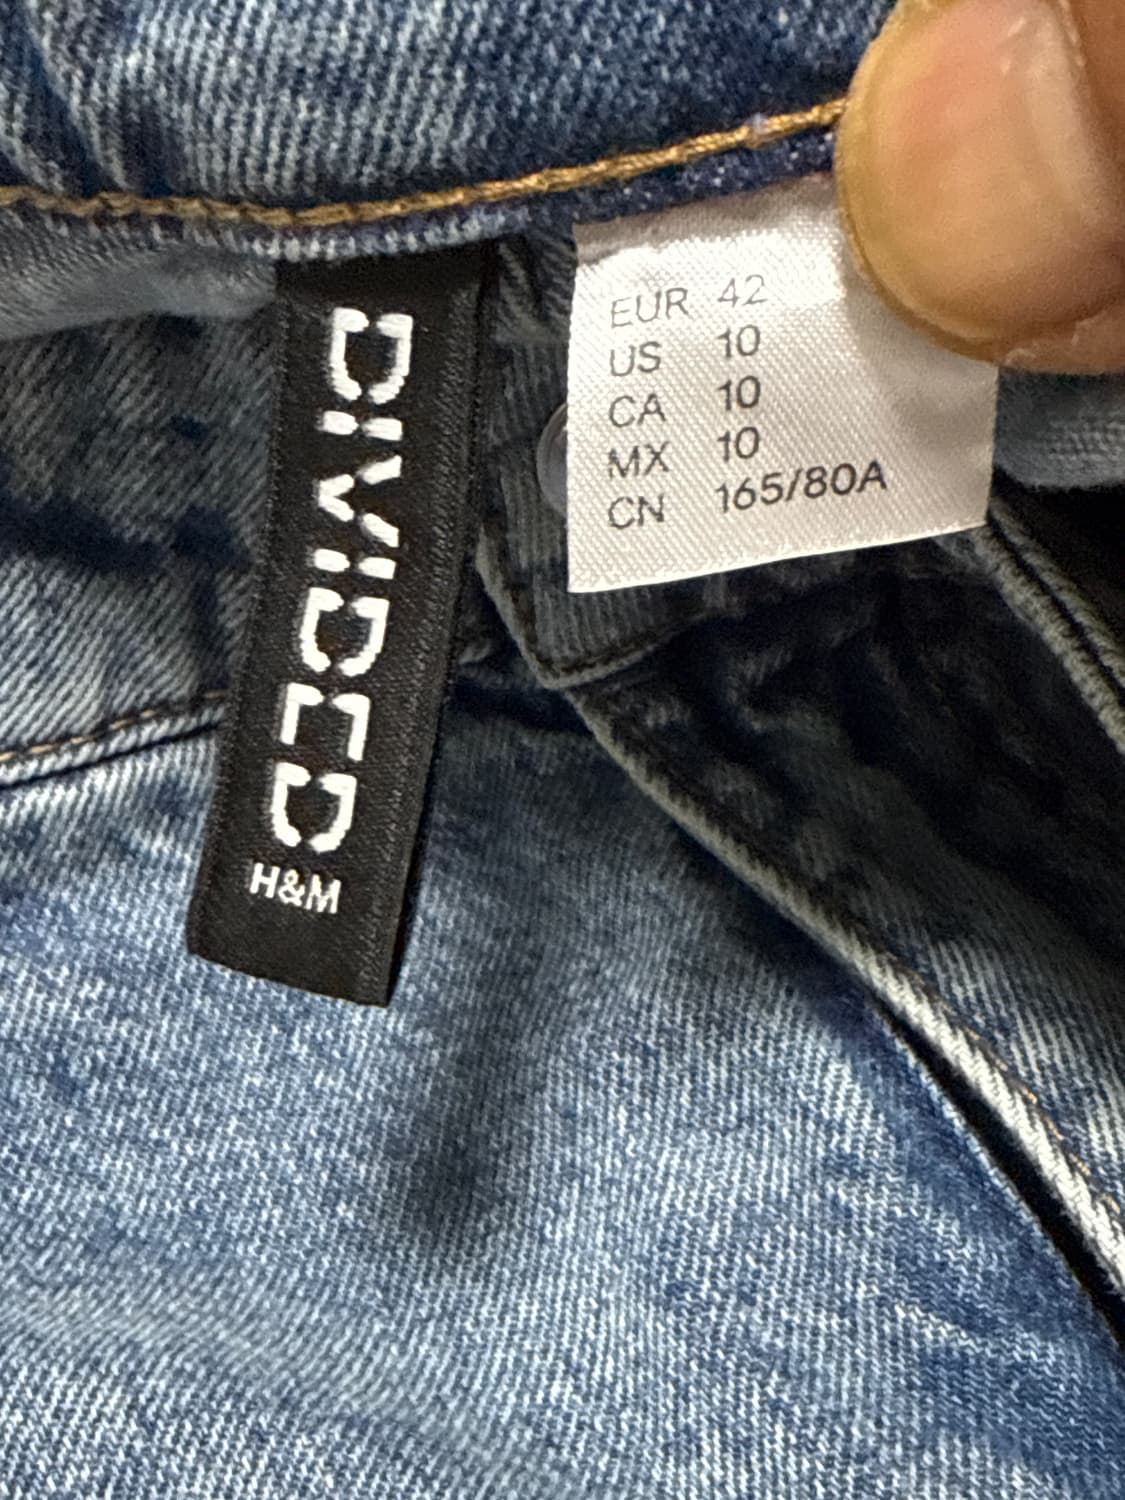 DIVIDED
H&M
EUR 42
US 10
CA 10
MX 10
CN 165/80A